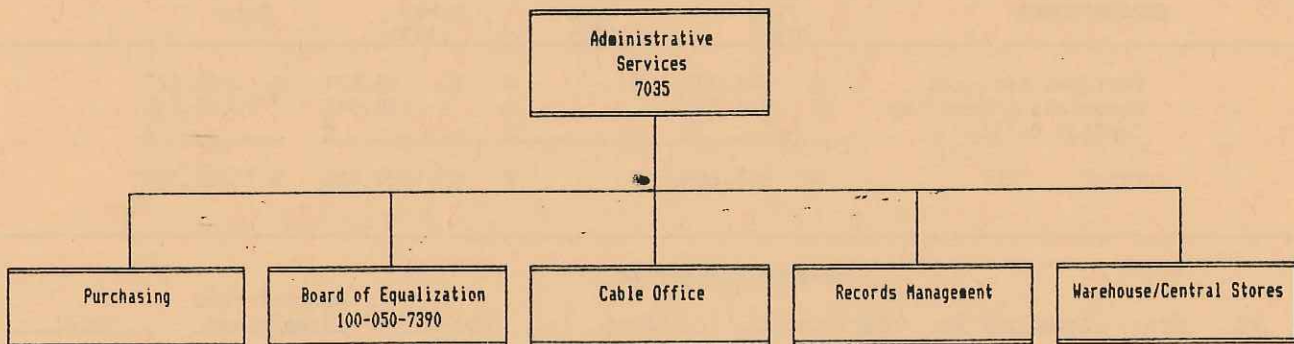 Administrative
Services
7035
Purchasing
Board of Equalization
100-050-7390
Cable Office
Records Management
Warehouse/Central Stores